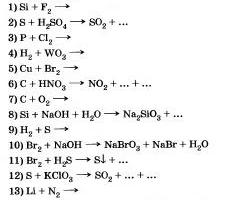 1) Si + F₂ ⟶
2) S + H₂SO₄ ⟶ SO₂ + ...
3) P + Cl₂ ⟶
4) H₂ + WO₃ ⟶
5) Cu + Br₂ ⟶
6) C + HNO₃ ⟶ NO₂ + ... + ...
7) C + O₂ ⟶
8) Si + NaOH + H₂O ⟶ Na₂SiO₃ + ...
9) H₂ + S ⟶
10) Br₂ + NaOH ⟶ NaBrO₃ + NaBr + H₂O
11) Br₂ + H₂S ⟶ S↓ + ...
12) S + KClO₃ ⟶ SO₂ + ... + ...
13) Li + N₂ ⟶